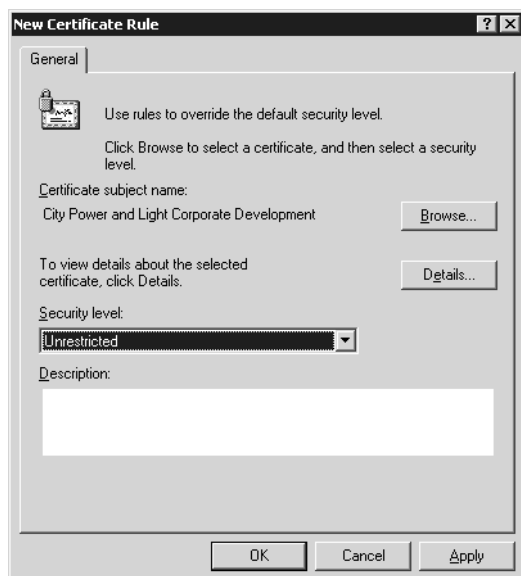 New Certificate Rule
General
Use rules to override the default security level.
Click Browse to select a certificate, and then select a security
level.
Certificate subject name:
City Power and Light Corporate Development
Browse...
To view details about the selected
certificate, click Details.
Details...
Security level:
Unrestricted
Description:
OK
Cancel
Apply